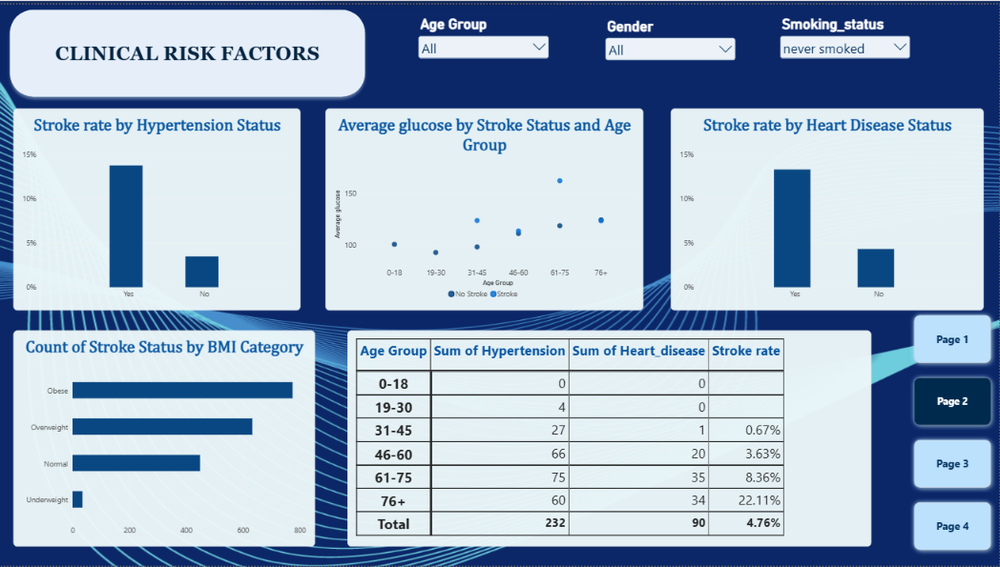 CLINICAL RISK FACTORS
Age Group
All
Gender
All
Smoking_status
never smoked
Stroke rate by Hypertension Status
15%
10%
5%
0%
Yes No
Average glucose by Stroke Status and Age
Group
Average glucose
150
100
0-18 19-30 31-45 46-60 61-75 76+
Age Group
No Stroke Stroke
Stroke rate by Heart Disease Status
15%
10%
5%
0%
Yes No
Count of Stroke Status by BMI Category
Obese
Overweight
Normal
Underweight
0 200 400 600 800
Age Group Sum of Hypertension Sum of Heart_disease Stroke rate
0-18 0 0
19-30 4 0
31-45 27 1 0.67%
46-60 66 20 3.63%
61-75 75 35 8.36%
76+ 60 34 22.11%
Total 232 90 4.76%
Page 1
Page 2
Page 3
Page 4